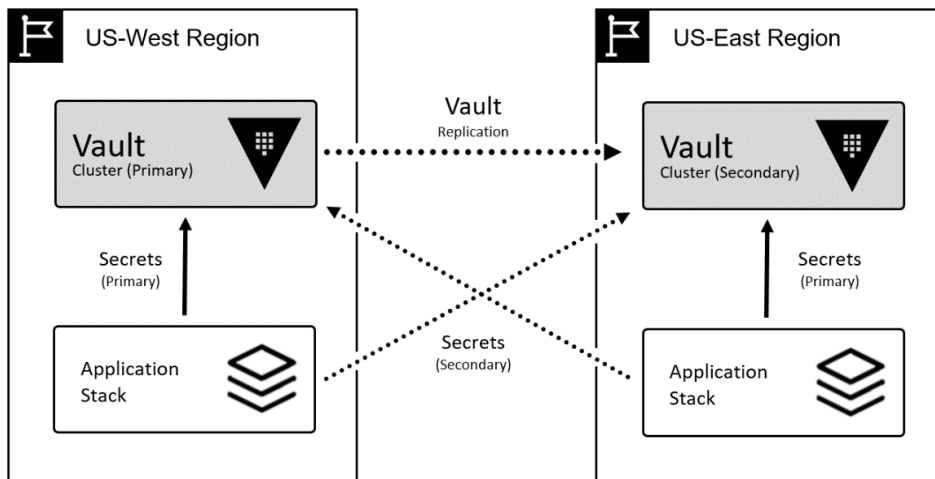 US-West Region
US-East Region
Vault
Replication
Vault
Cluster (Primary)
Vault
Cluster (Secondary)
Secrets
(Primary)
Secrets
(Primary)
Secrets
(Secondary)
Application
Stack
Application
Stack